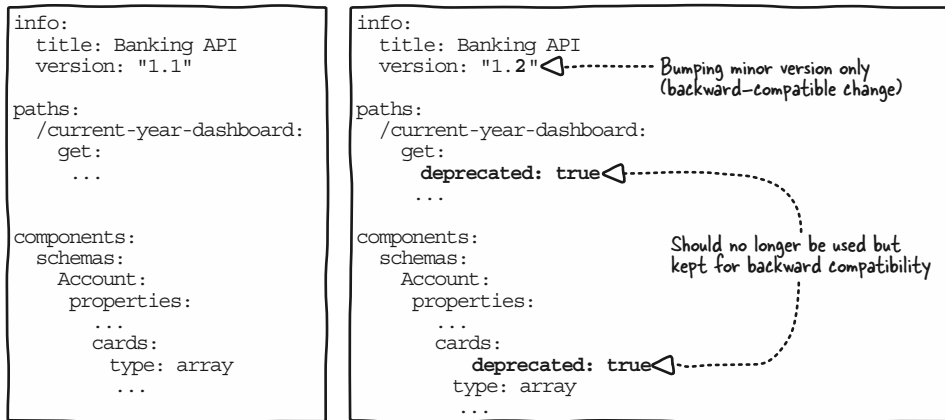 info:
title: Banking API
version: "1.1"
paths:
/current-year-dashboard:
get:
...
components:
schemas:
Account:
properties:
...
cards:
type: array
...
info:
title: Banking API
version: "1.2"
Bumping minor version only
(backward-compatible change)
paths:
/current-year-dashboard:
get:
deprecated: true
...
Should no longer be used but
kept for backward compatibility
components:
schemas:
Account:
properties:
...
cards:
deprecated: true
type: array
...